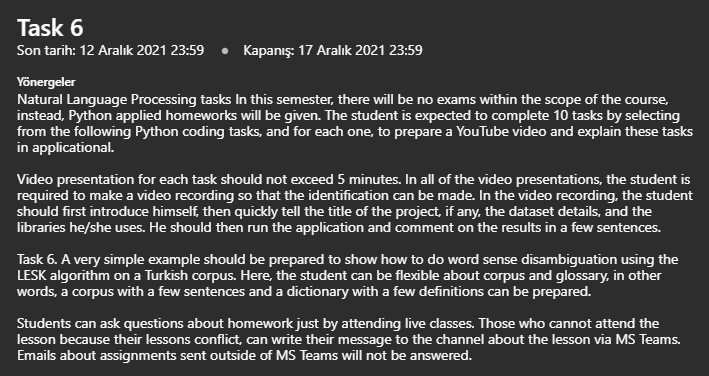 Task 6
Son tarih: 12 Aralık 2021 23:59 • Kapanış: 17 Aralık 2021 23:59
Yönergeler
Natural Language Processing tasks In this semester, there will be no exams within the scope of the course,
instead, Python applied homeworks will be given. The student is expected to complete 10 tasks by selecting
from the following Python coding tasks, and for each one, to prepare a YouTube video and explain these tasks
in applicational.
Video presentation for each task should not exceed 5 minutes. In all of the video presentations, the student is
required to make a video recording so that the identification can be made. In the video recording, the student
should first introduce himself, then quickly tell the title of the project, if any, the dataset details, and the
libraries he/she uses. He should then run the application and comment on the results in a few sentences.
Task 6. A very simple example should be prepared to show how to do word sense disambiguation using the
LESK algorithm on a Turkish corpus. Here, the student can be flexible about corpus and glossary, in other
words, a corpus with a few sentences and a dictionary with a few definitions can be prepared.
Students can ask questions about homework just by attending live classes. Those who cannot attend the
lesson because their lessons conflict, can write their message to the channel about the lesson via MS Teams.
Emails about assignments sent outside of MS Teams will not be answered.